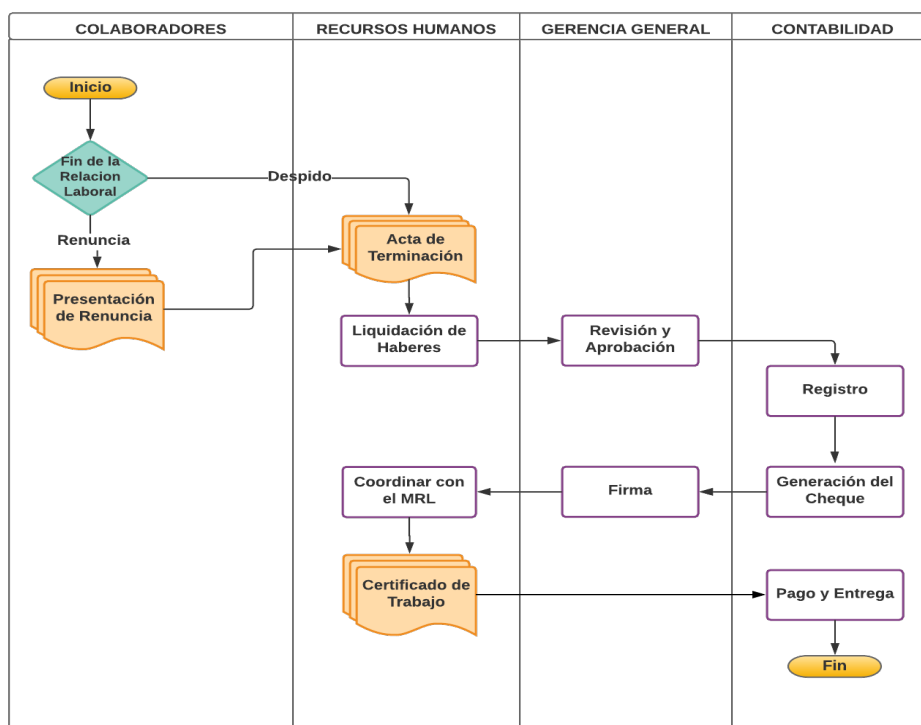 COLABORADORES
RECURSOS HUMANOS
GERENCIA GENERAL
CONTABILIDAD
Inicio
Fin de la
Relacion
Laboral
Despido
Renuncia
Presentación
de Renuncia
Acta de
Terminación
Liquidación de
Haberes
Revisión y
Aprobación
Registro
Generación del
Cheque
Firma
Coordinar con
el MRL
Certificado de
Trabajo
Pago y Entrega
Fin